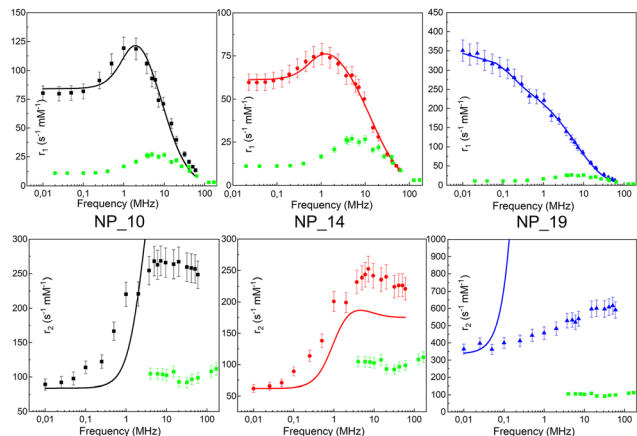 r₁ (s⁻¹ mM⁻¹)
150
125
100
75
50
25
0
0,01 0,1 1 10 100
Frequency (MHz)
NP_10
r₁ (s⁻¹ mM⁻¹)
100
75
50
25
0
0,01 0,1 1 10 100
Frequency (MHz)
NP_14
r₁ (s⁻¹ mM⁻¹)
450
400
350
300
250
200
150
100
50
0
0,01 0,1 1 10 100
Frequency (MHz)
NP_19
r₂ (s⁻¹ mM⁻¹)
300
250
200
150
100
50
0,01 0,1 1 10 100
Frequency (MHz)
r₂ (s⁻¹ mM⁻¹)
300
250
200
150
100
50
0,01 0,1 1 10 100
Frequency (MHz)
r₂ (s⁻¹ mM⁻¹)
1000
900
800
700
600
500
400
300
200
100
0
0,01 0,1 1 10 100
Frequency (MHz)